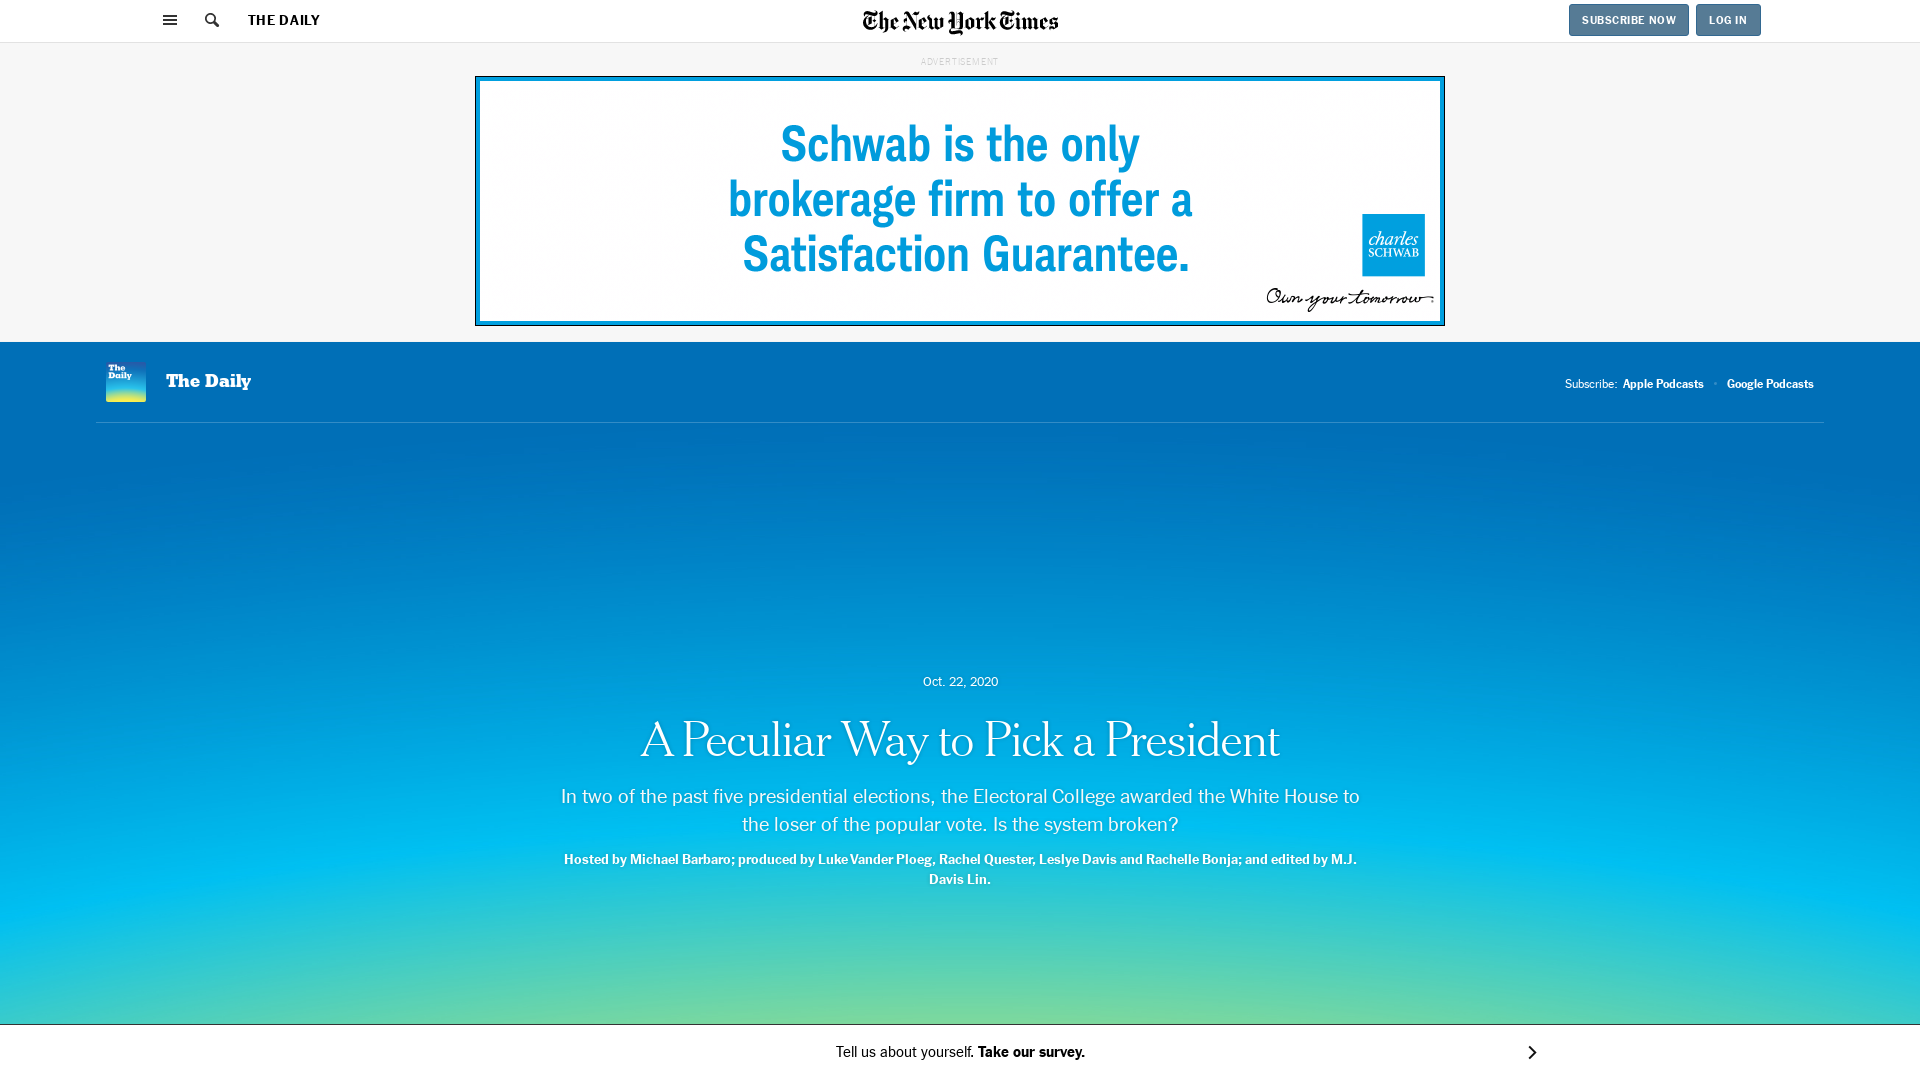 THE DAILY
The New York Times
SUBSCRIBE NOW
LOG IN
ADVERTISEMENT
Schwab is the only
brokerage firm to offer a
Satisfaction Guarantee.
charles
SCHWAB
Own your tomorrow
The
Daily
The Daily
Subscribe: Apple Podcasts • Google Podcasts
Oct. 22, 2020
A Peculiar Way to Pick a President
In two of the past five presidential elections, the Electoral College awarded the White House to
the loser of the popular vote. Is the system broken?
Hosted by Michael Barbaro; produced by Luke Vander Ploeg, Rachel Quester, Leslye Davis and Rachelle Bonja; and edited by M.J.
Davis Lin.
Tell us about yourself. Take our survey.